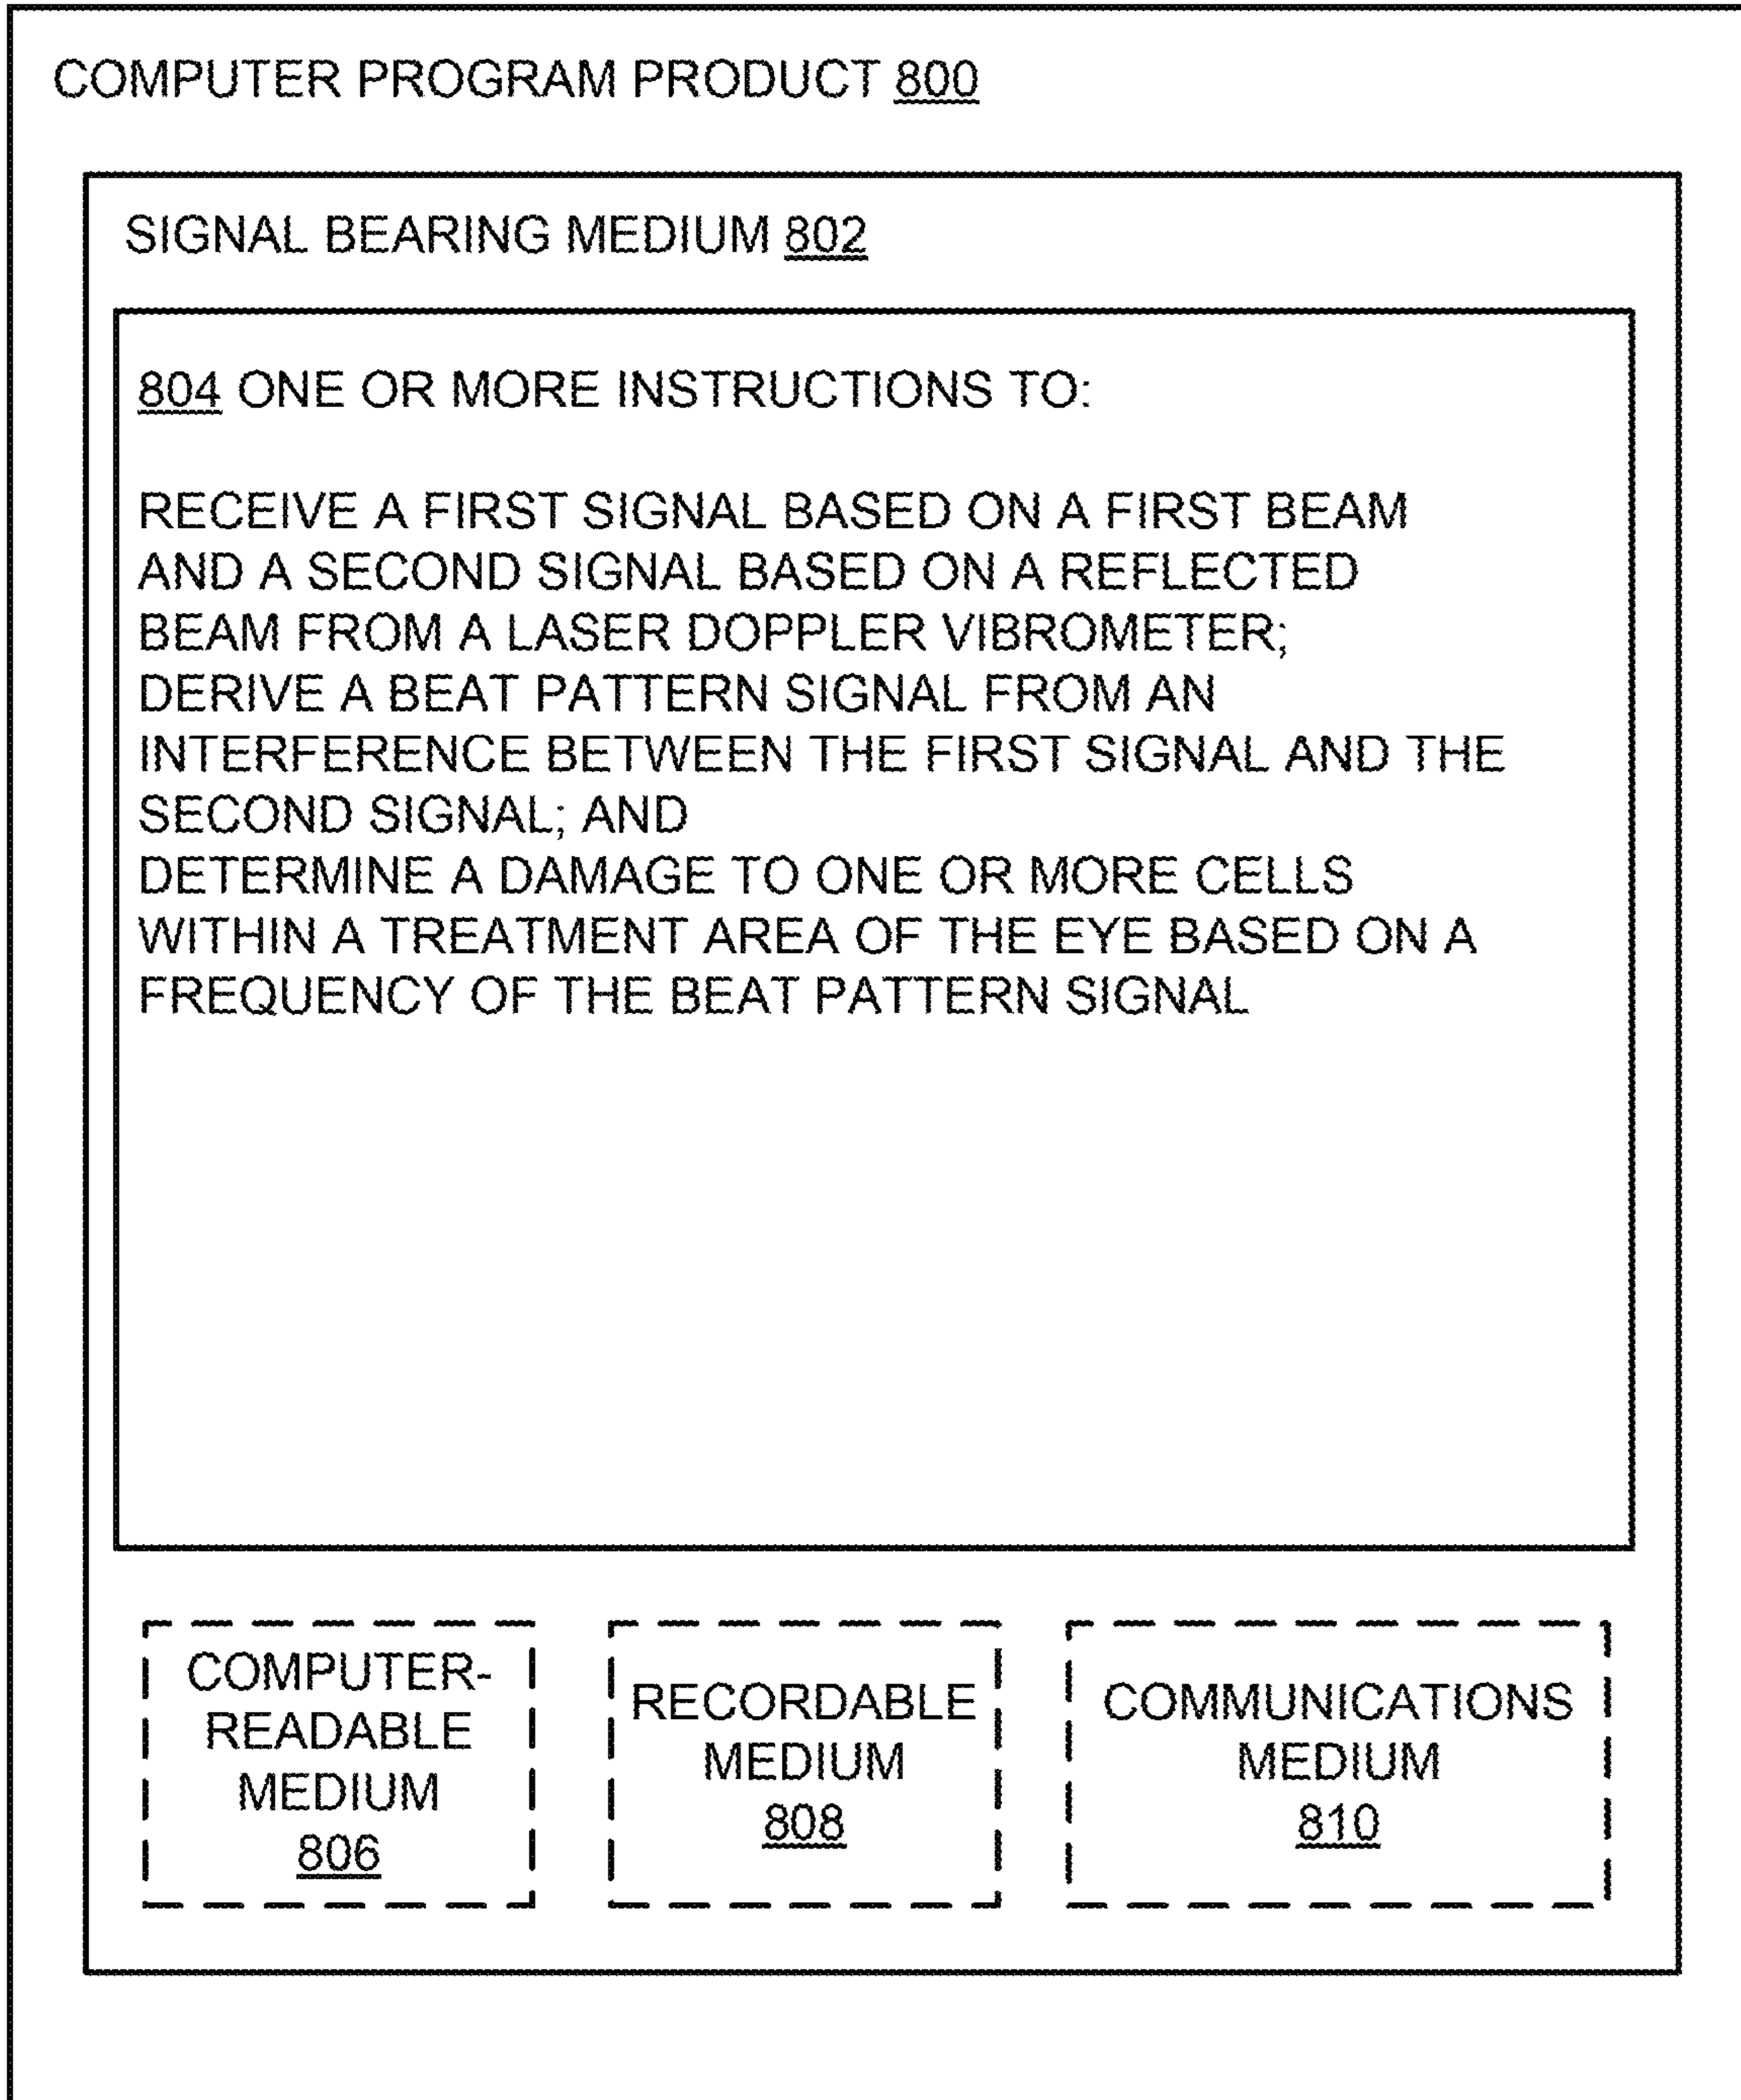 COMPUTER PROGRAM PRODUCT 800
SIGNAL BEARING MEDIUM 802
804 ONE OR MORE INSTRUCTIONS TO:
RECEIVE A FIRST SIGNAL BASED ON A FIRST BEAM
AND A SECOND SIGNAL BASED ON A REFLECTED
BEAM FROM A LASER DOPPLER VIBROMETER;
DERIVE A BEAT PATTERN SIGNAL FROM AN
INTERFERENCE BETWEEN THE FIRST SIGNAL AND THE
SECOND SIGNAL; AND
DETERMINE A DAMAGE TO ONE OR MORE CELLS
WITHIN A TREATMENT AREA OF THE EYE BASED ON A
FREQUENCY OF THE BEAT PATTERN SIGNAL
COMPUTER-
READABLE
MEDIUM
806
RECORDABLE
MEDIUM
808
COMMUNICATIONS
MEDIUM
810